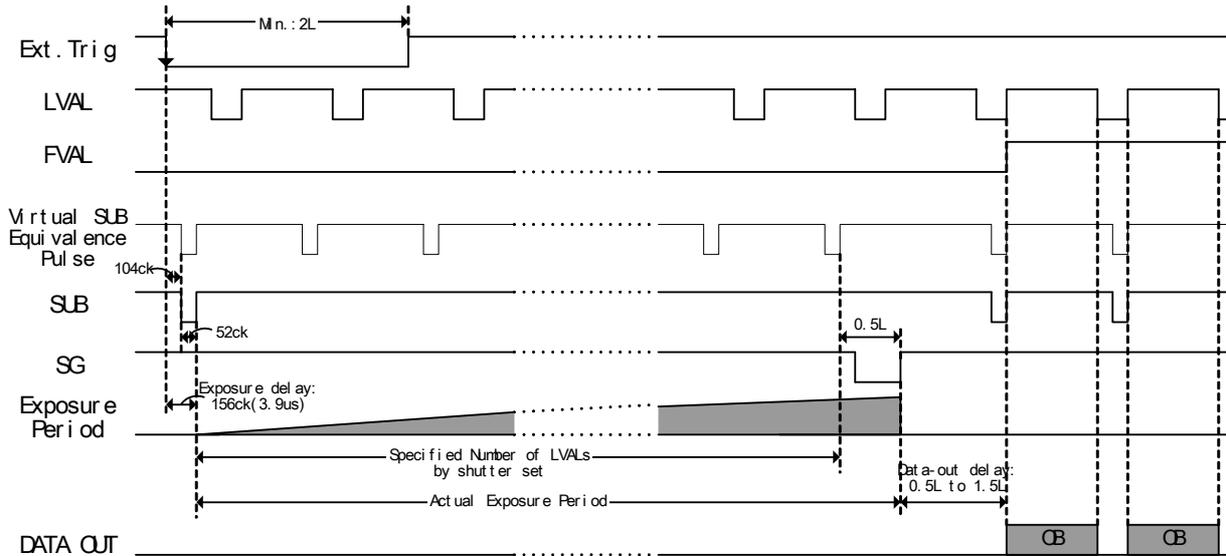 Min.: 2L
Ext. Trig
LVAL
FVAL
Virtual SUB
Equivalence
Pulse
104ck
SUB
52ck
0.5L
SG
Exposure delay:
156ck(3.9us)
Exposure
Period
Specified Number of LVALs
by shutter set
Data-out delay:
0.5L to 1.5L
Actual Exposure Period
DATA OUT
OB
OB